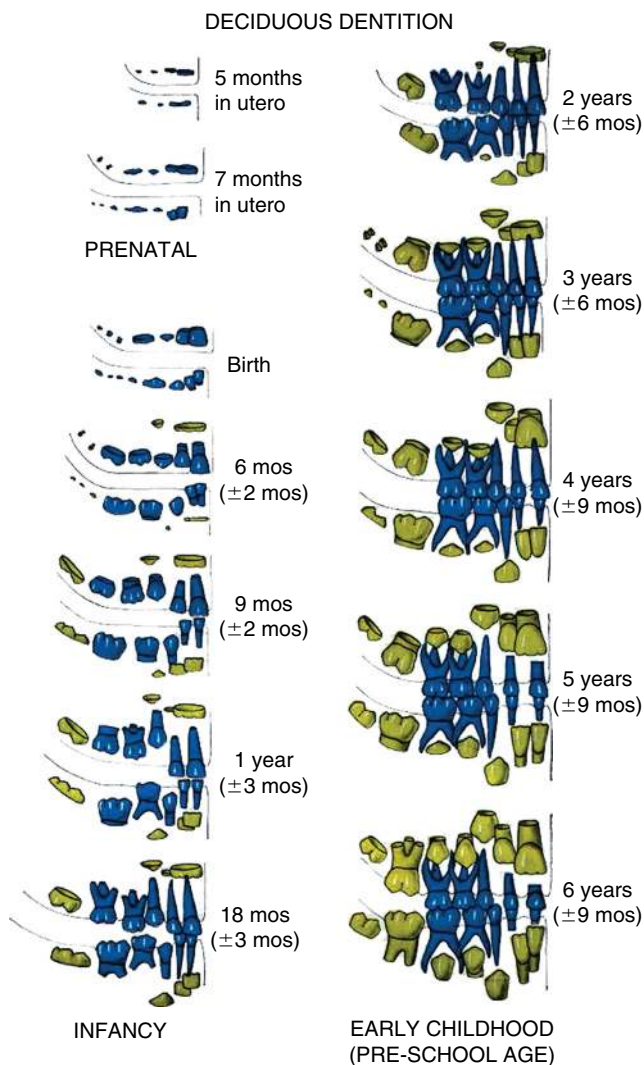 DECIDUOUS DENTITION
5 months
in utero
7 months
in utero
PRENATAL
Birth
6 mos
(±2 mos)
9 mos
(±2 mos)
1 year
(±3 mos)
18 mos
(±3 mos)
INFANCY
2 years
(±6 mos)
3 years
(±6 mos)
4 years
(±9 mos)
5 years
(±9 mos)
6 years
(±9 mos)
EARLY CHILDHOOD
(PRE-SCHOOL AGE)